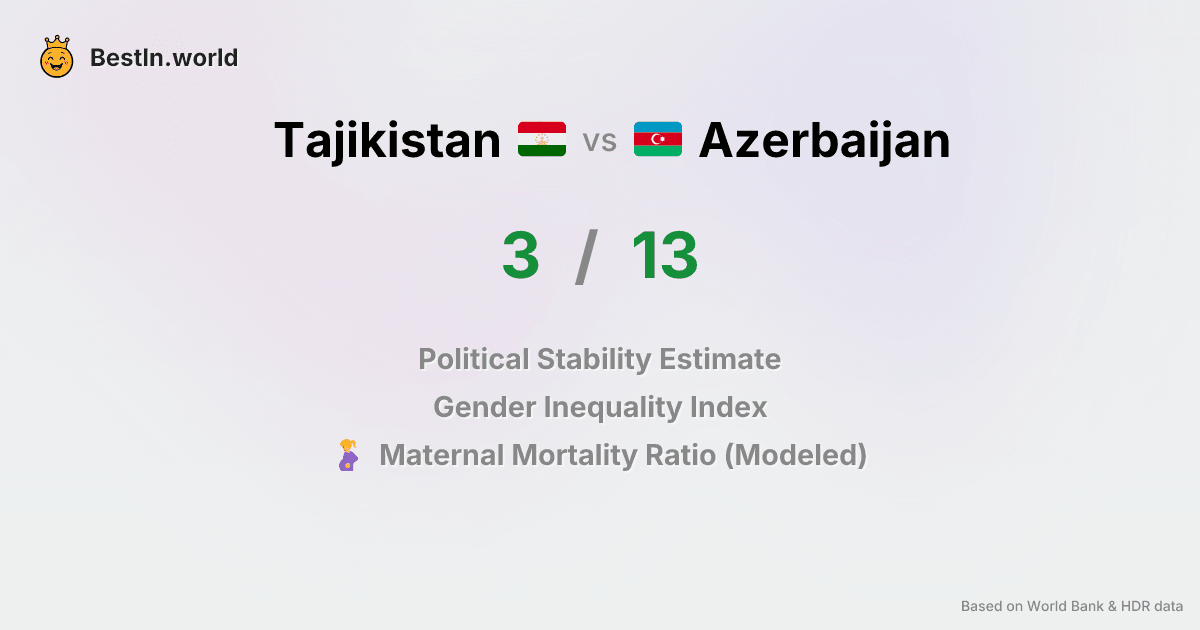 BestIn.world
Tajikistan vs Azerbaijan
3 / 13
Political Stability Estimate
Gender Inequality Index
Maternal Mortality Ratio (Modeled)
Based on World Bank & HDR data